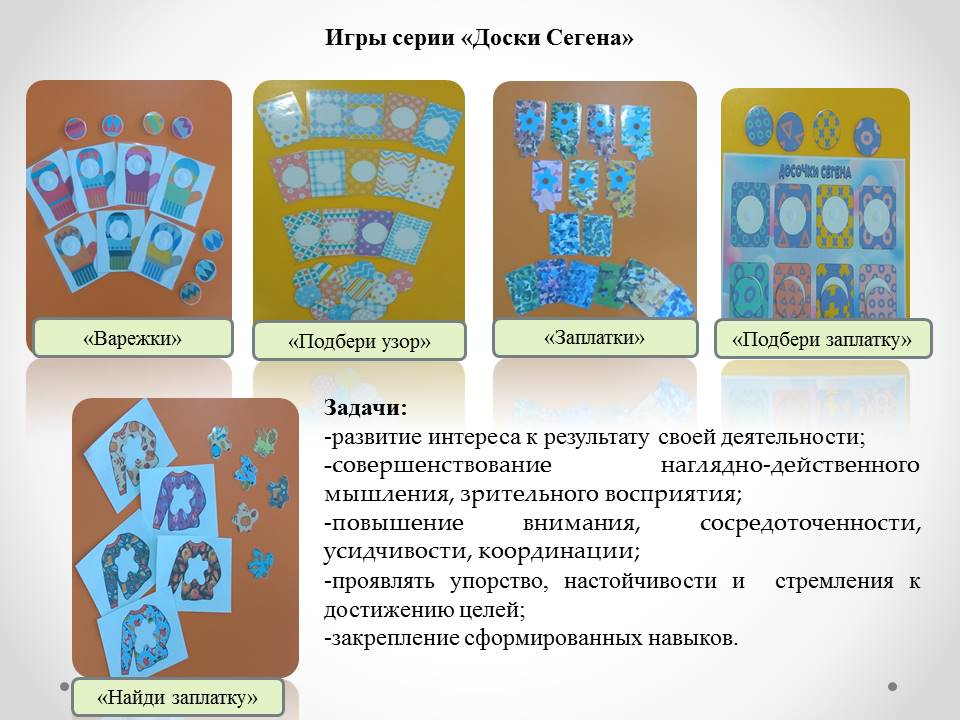 Игры серии «Доски Сегена»
ДОСОЧКИ СЕГЕНА
«Варежки»
«Подбери узор»
«Заплатки»
«Подбери заплатку»
Задачи:
-развитие интереса к результату своей деятельности;
-совершенствование наглядно-действенного
мышления, зрительного восприятия;
-повышение внимания, сосредоточенности,
усидчивости, координации;
-проявлять упорство, настойчивости и стремления к
достижению целей;
-закрепление сформированных навыков.
«Найди заплатку»